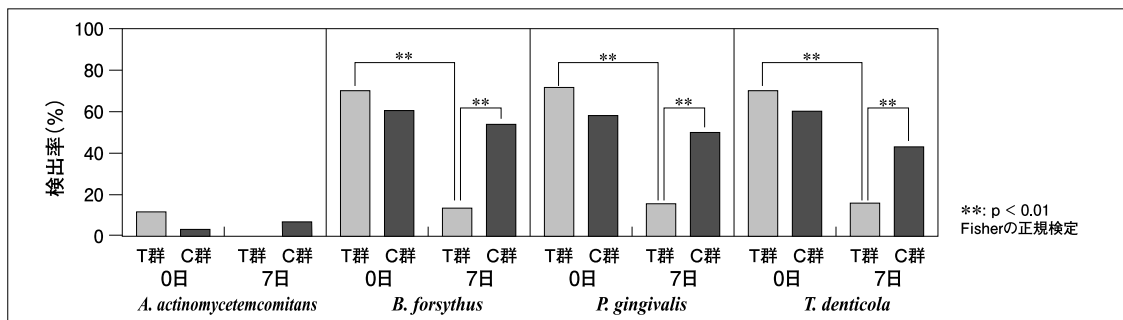 100
80
60
40
20
0
検出率(%)
** ** **
** ** **
T群 C群 T群 C群 T群 C群 T群 C群 T群 C群 T群 C群 T群 C群 T群 C群
0日 7日 0日 7日 0日 7日 0日 7日
A. actinomycetemcomitans B. forsythus P. gingivalis T. denticola
**: p < 0.01
Fisherの正規検定